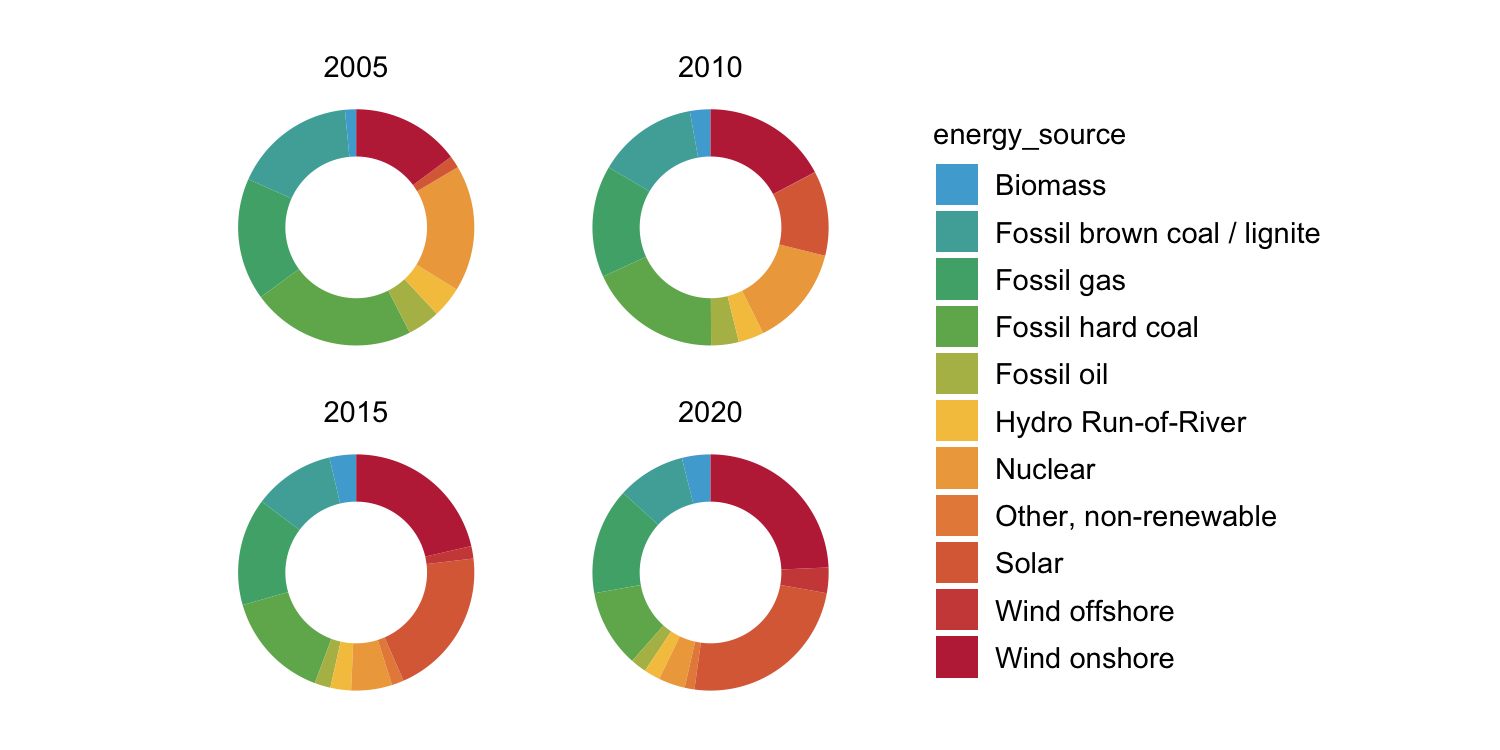 2005
2010
2015
2020
energy_source
Biomass
Fossil brown coal / lignite
Fossil gas
Fossil hard coal
Fossil oil
Hydro Run-of-River
Nuclear
Other, non-renewable
Solar
Wind offshore
Wind onshore